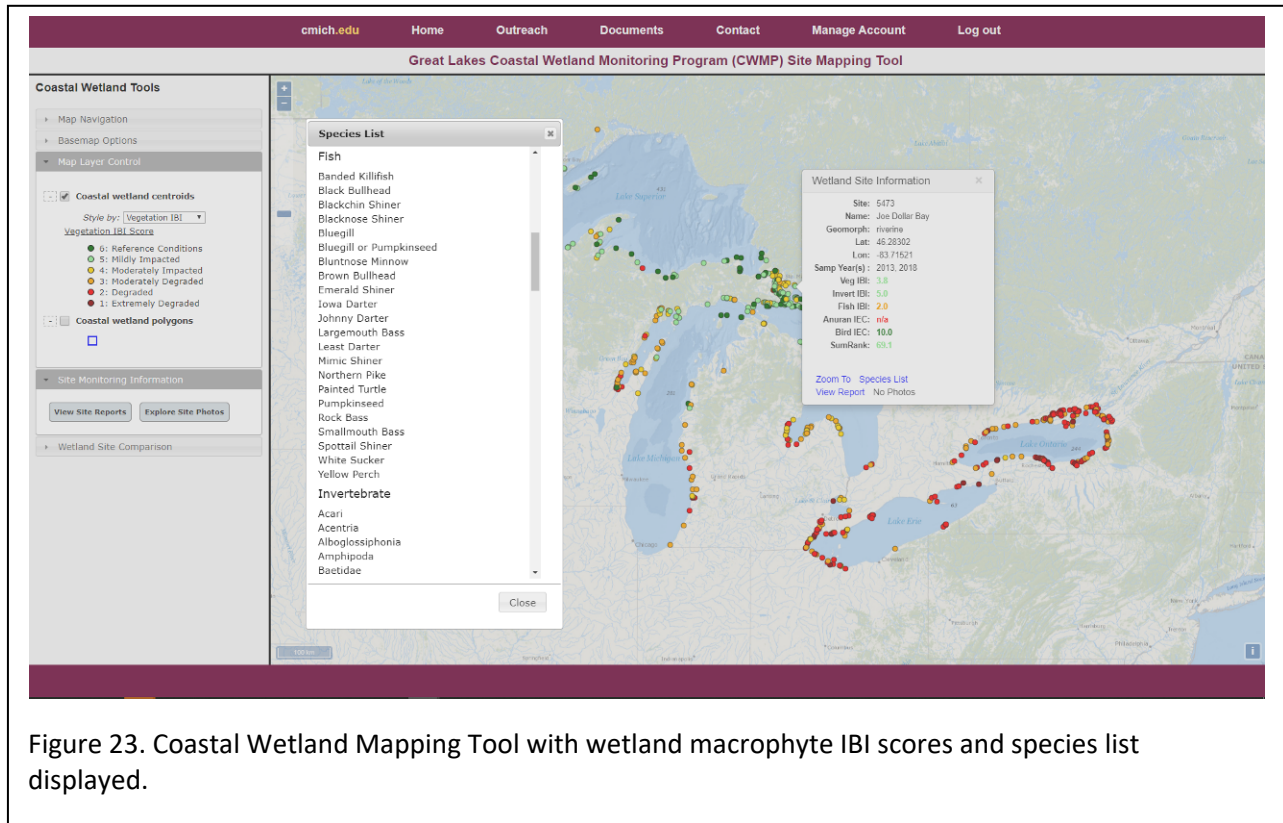 cmich.edu Home Outreach Documents Contact Manage Account Log out
Great Lakes Coastal Wetland Monitoring Program (CWMP) Site Mapping Tool
Coastal Wetland Tools
Map Navigation
Basemap Options
Map Layer Control
Coastal wetland centroids
Style by: Vegetation IBI
Vegetation IBI Score
6: Reference Conditions
5: Mildly Impacted
4: Moderately Impacted
3: Moderately Degraded
2: Degraded
1: Extremely Degraded
Coastal wetland polygons
Site Monitoring Information
View Site Reports Explore Site Photos
Wetland Site Comparison
+
−
Species List
Fish
Banded Killifish
Black Bullhead
Blackchin Shiner
Blacknose Shiner
Bluegill
Bluegill or Pumpkinseed
Bluntnose Minnow
Brown Bullhead
Emerald Shiner
Iowa Darter
Johnny Darter
Largemouth Bass
Least Darter
Mimic Shiner
Northern Pike
Painted Turtle
Pumpkinseed
Rock Bass
Smallmouth Bass
Spottail Shiner
White Sucker
Yellow Perch
Invertebrate
Acari
Acentria
Alboglossiphonia
Amphipoda
Baetidae
Close
Lake Superior
Lake Michigan
Chicago
Wetland Site Information
Site: 5473
Name: Joe Dollar Bay
Geomorph: riverine
Lat: 46.28302
Lon: -83.71521
Samp Year(s) : 2013, 2018
Veg IBI: 3.8
Invert IBI: 5.0
Fish IBI: 2.0
Anuran IEC: n/a
Bird IEC: 10.0
SumRank: 69.1
Zoom To Species List
View Report No Photos
Lake Ontario
Lake Erie
100 km
i
Figure 23. Coastal Wetland Mapping Tool with wetland macrophyte IBI scores and species list
displayed.